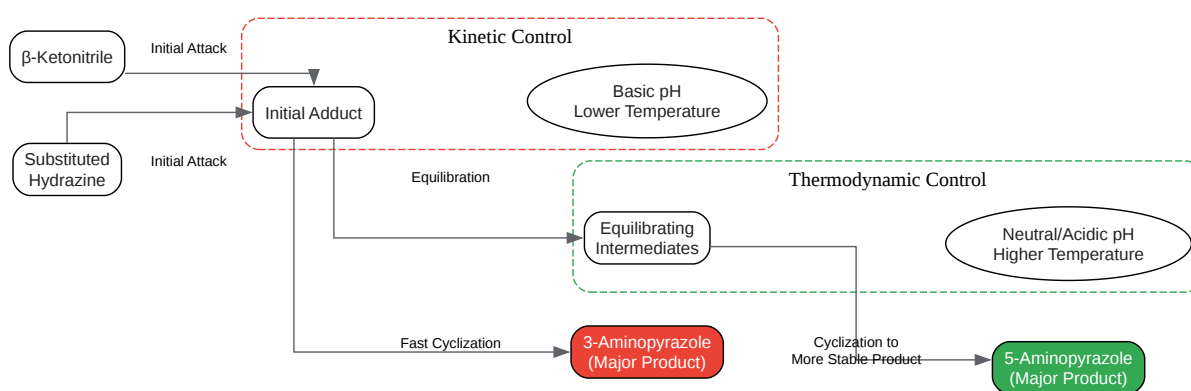 Kinetic Control
β-Ketonitrile
Initial Attack
Basic pH
Lower Temperature
Initial Adduct
Substituted
Hydrazine
Initial Attack
Equilibration
Thermodynamic Control
Equilibrating
Intermediates
Neutral/Acidic pH
Higher Temperature
Fast Cyclization
3-Aminopyrazole
(Major Product)
Cyclization to
More Stable Product
5-Aminopyrazole
(Major Product)